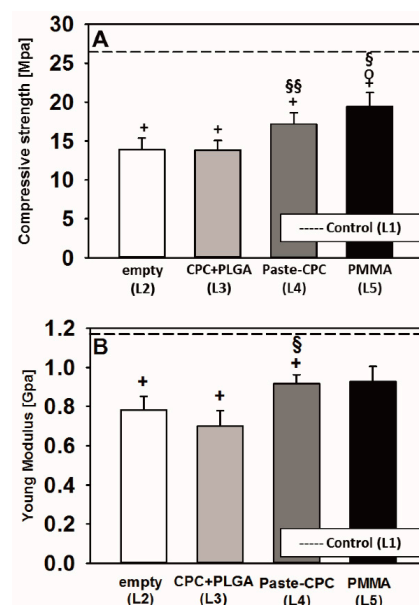 A
Compressive strength [Mpa]
30
25
20
15
10
5
0
+
+
§§
+
§
o
+
----- Control (L1)
empty
(L2)
CPC+PLGA
(L3)
Paste-CPC
(L4)
PMMA
(L5)
B
Young Modulus [Gpa]
1.2
1.0
0.8
0.6
0.4
0.2
0.0
+
+
§
+
----- Control (L1)
empty
(L2)
CPC+PLGA
(L3)
Paste-CPC
(L4)
PMMA
(L5)